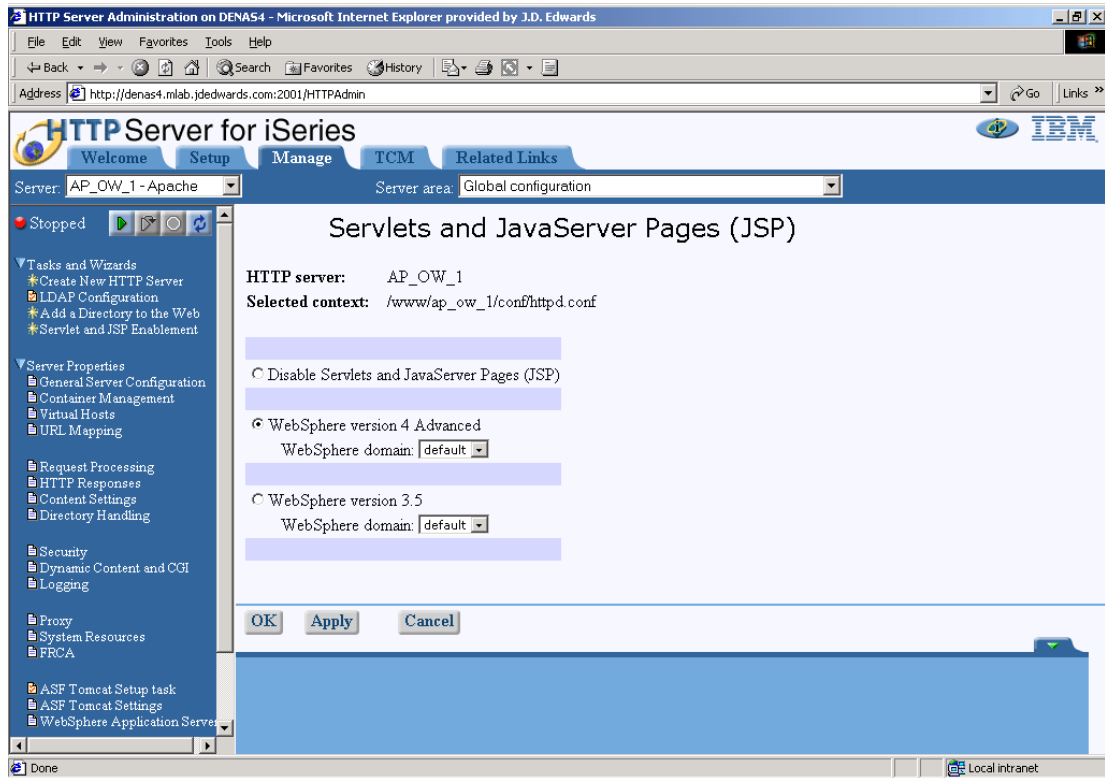 HTTP Server Administration on DENAS4 - Microsoft Internet Explorer provided by J.D. Edwards
File Edit View Favorites Tools Help
Back Search Favorites History
Address http://denas4.mlab.jdedwards.com:2001/HTTPAdmin Go Links »
HTTP Server for iSeries IBM
Welcome Setup Manage TCM Related Links
Server: AP_OW_1 - Apache Server area: Global configuration
Stopped
Servlets and JavaServer Pages (JSP)
Tasks and Wizards
Create New HTTP Server
LDAP Configuration
Add a Directory to the Web
Servlet and JSP Enablement
Server Properties
General Server Configuration
Container Management
Virtual Hosts
URL Mapping
Request Processing
HTTP Responses
Content Settings
Directory Handling
Security
Dynamic Content and CGI
Logging
Proxy
System Resources
FRCA
ASF Tomcat Setup task
ASF Tomcat Settings
WebSphere Application Server
HTTP server: AP_OW_1
Selected context: /www/ap_ow_1/conf/httpd.conf
Disable Servlets and JavaServer Pages (JSP)
WebSphere version 4 Advanced
WebSphere domain: default
WebSphere version 3.5
WebSphere domain: default
OK Apply Cancel
Done Local intranet